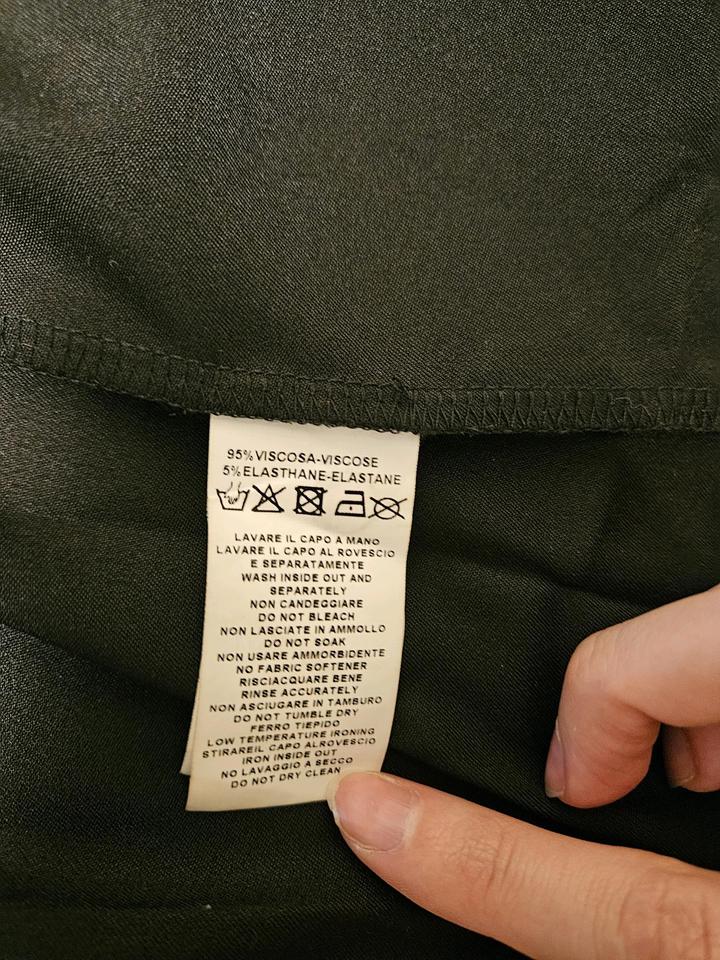 95% VISCOSA-VISCOSE
5% ELASTHANE-ELASTANE
LAVARE IL CAPO A MANO
LAVARE IL CAPO AL ROVESCIO
E SEPARATAMENTE
WASH INSIDE OUT AND
SEPARATELY
NON CANDEGGIARE
DO NOT BLEACH
NON LASCIATE IN AMMOLLO
DO NOT SOAK
NON USARE AMMORBIDENTE
NO FABRIC SOFTENER
RISCIACQUARE BENE
RINSE ACCURATELY
NON ASCIUGARE IN TAMBURO
DO NOT TUMBLE DRY
FERRO TIEPIDO
LOW TEMPERATURE IRONING
STIRAREIL CAPO ALROVESCIO
IRON INSIDE OUT
NO LAVAGGIO A SECCO
DO NOT DRY CLEAN